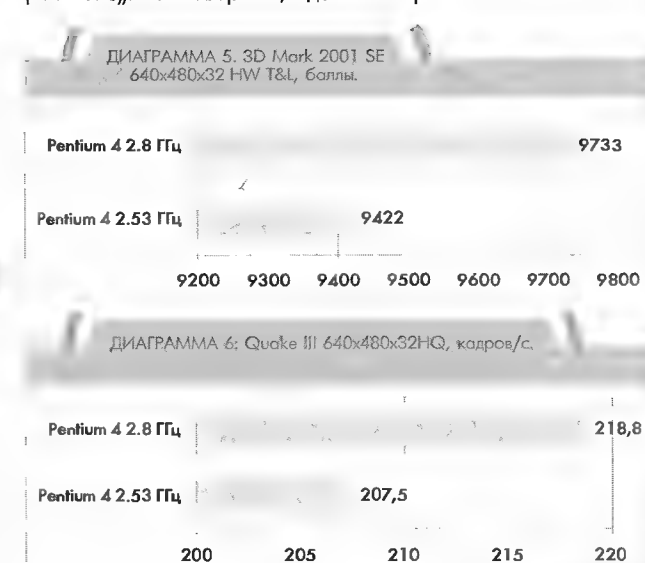 ДИАГРАММА 5. 3D Mark 2001 SE
640x480x32 HW T&L, баллы.
Pentium 4 2.8 ГГц 9733
Pentium 4 2.53 ГГц 9422
9200 9300 9400 9500 9600 9700 9800
ДИАГРАММА 6: Quake III 640x480x32HQ, кадров/с.
Pentium 4 2.8 ГГц 218,8
Pentium 4 2.53 ГГц 207,5
200 205 210 215 220